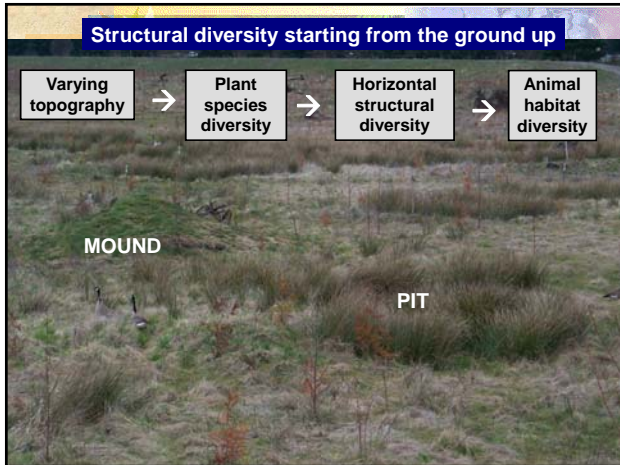 Structural diversity starting from the ground up
Varying
topography
→
Plant
species
diversity
→
Horizontal
structural
diversity
→
Animal
habitat
diversity
MOUND
PIT